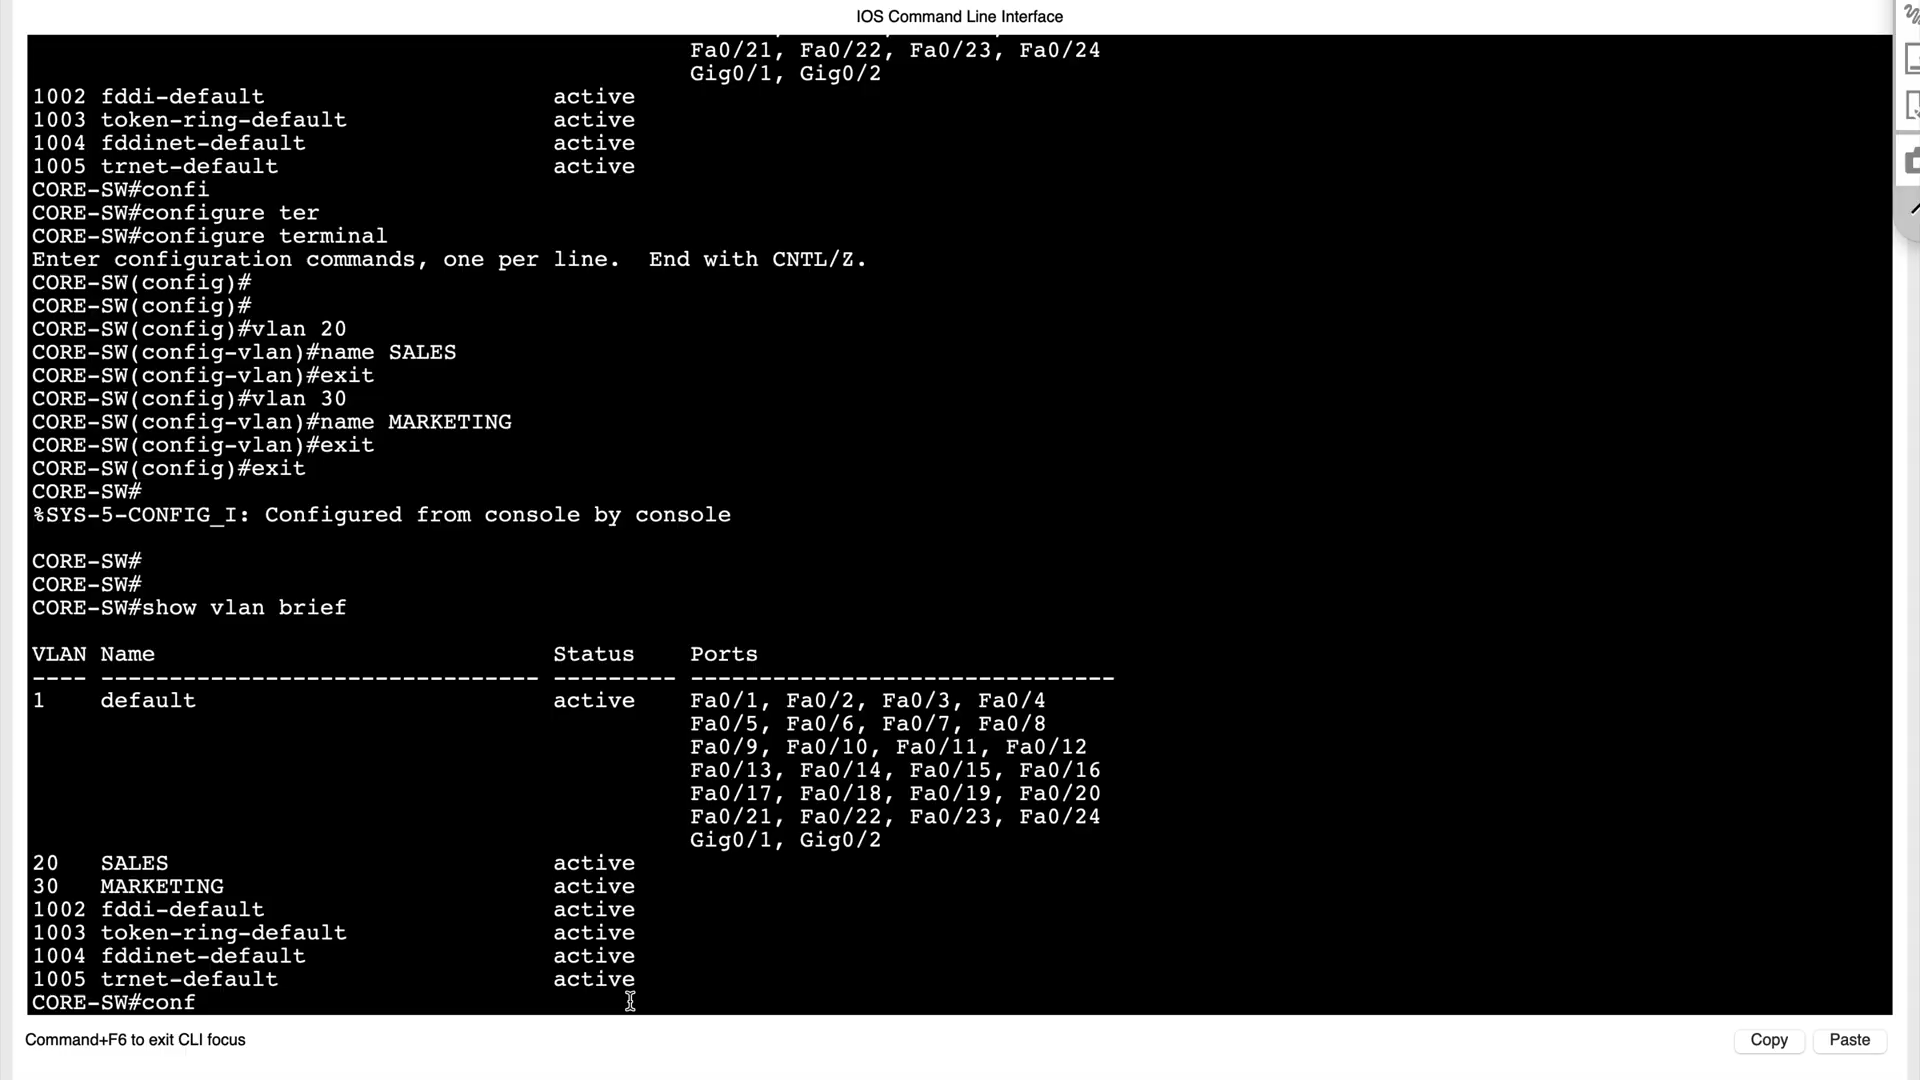 IOS Command Line Interface
Fa0/21, Fa0/22, Fa0/23, Fa0/24
Gig0/1, Gig0/2
1002 fddi-default active
1003 token-ring-default active
1004 fddinet-default active
1005 trnet-default active
CORE-SW#confi
CORE-SW#configure ter
CORE-SW#configure terminal
Enter configuration commands, one per line. End with CNTL/Z.
CORE-SW(config)#
CORE-SW(config)#
CORE-SW(config)#vlan 20
CORE-SW(config-vlan)#name SALES
CORE-SW(config-vlan)#exit
CORE-SW(config)#vlan 30
CORE-SW(config-vlan)#name MARKETING
CORE-SW(config-vlan)#exit
CORE-SW(config)#exit
CORE-SW#
%SYS-5-CONFIG_I: Configured from console by console
CORE-SW#
CORE-SW#
CORE-SW#show vlan brief
VLAN Name Status Ports
---- -------------------------------- --------- -------------------------------
1 default active Fa0/1, Fa0/2, Fa0/3, Fa0/4
Fa0/5, Fa0/6, Fa0/7, Fa0/8
Fa0/9, Fa0/10, Fa0/11, Fa0/12
Fa0/13, Fa0/14, Fa0/15, Fa0/16
Fa0/17, Fa0/18, Fa0/19, Fa0/20
Fa0/21, Fa0/22, Fa0/23, Fa0/24
Gig0/1, Gig0/2
20 SALES active
30 MARKETING active
1002 fddi-default active
1003 token-ring-default active
1004 fddinet-default active
1005 trnet-default active
CORE-SW#conf
Command+F6 to exit CLI focus
Copy
Paste